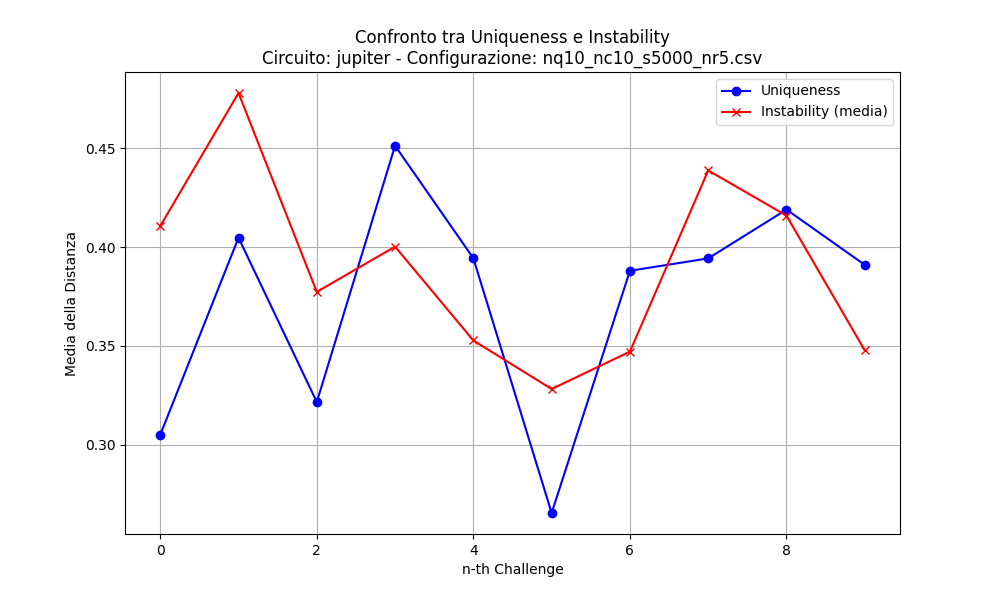 Confronto tra Uniqueness e Instability
Circuito: jupiter - Configurazione: nq10_nc10_s5000_nr5.csv
Uniqueness
Instability (media)
Media della Distanza
0.45
0.40
0.35
0.30
0 2 4 6 8
n-th Challenge